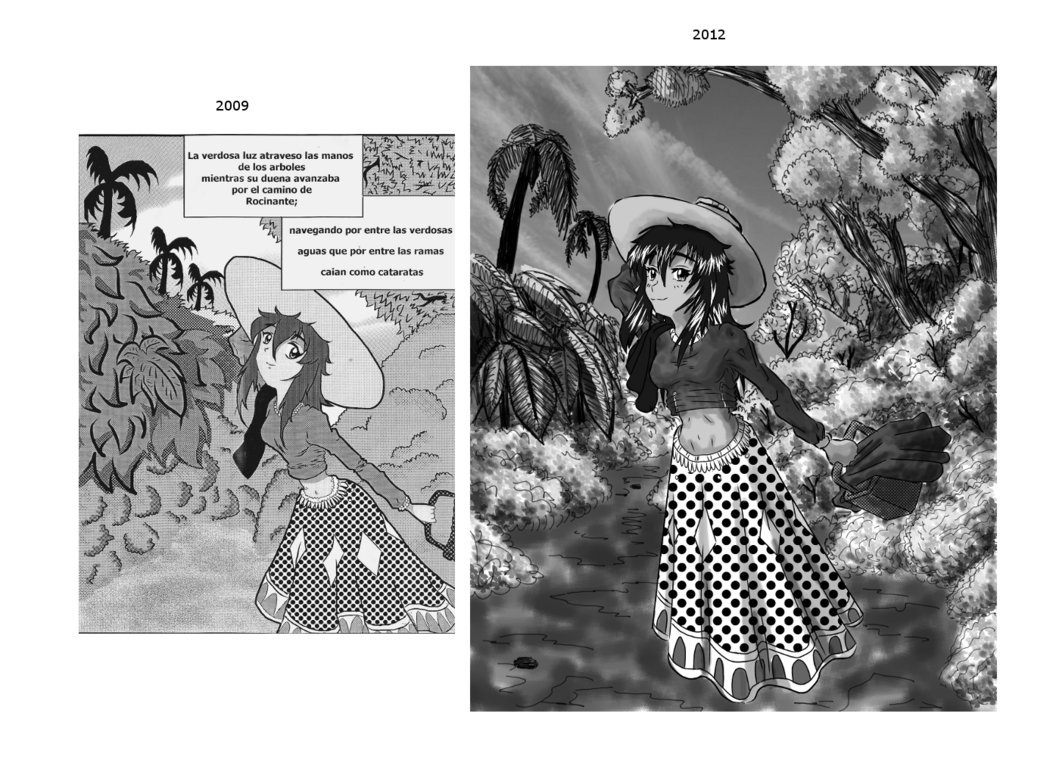 2012
2009
La verdosa luz atraveso las manos
de los arboles
mientras su duena avanzaba
por el camino de
Rocinante;
navegando por entre las verdosas
aguas que por entre las ramas
caian como cataratas